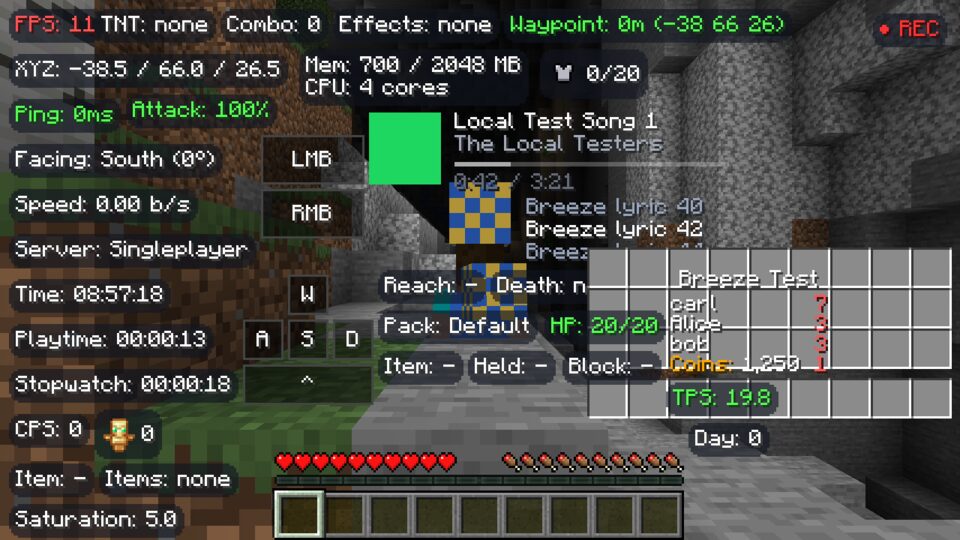 FPS: 11
TNT: none
Combo: 0
Effects: none
Waypoint: 0m (-38 66 26)
● REC
XYZ: -38.5 / 66.0 / 26.5
Mem: 700 / 2048 MB
CPU: 4 cores
0/20
Ping: 0ms
Attack: 100%
Local Test Song 1
The Local Testers
0:42 / 3:21
Facing: South (0°)
LMB
Speed: 0.00 b/s
RMB
Breeze lyric 40
Breeze lyric 42
Breeze
Server: Singleplayer
Reach: -
Death:
Breeze Test
Time: 08:57:18
W
carl 7
Alice 3
bob 3
Coins: 1,250 1
Pack: Default
HP: 20/20
Playtime: 00:00:13
A
S
D
Item: -
Held: -
Block: -
Stopwatch: 00:00:18
^
TPS: 19.8
CPS: 0
0
Day: 0
Item: -
Items: none
Saturation: 5.0